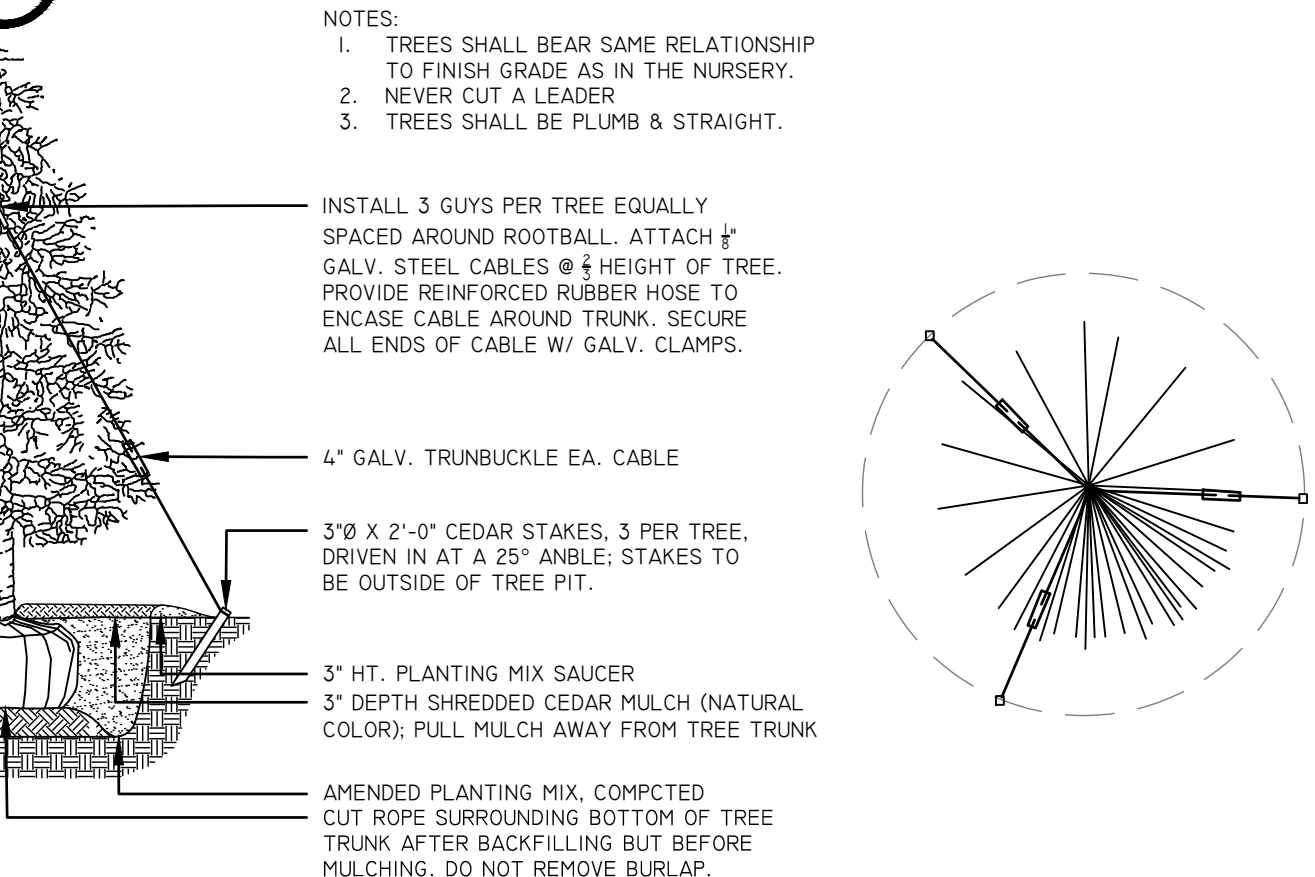 NOTES:
1. TREES SHALL BEAR SAME RELATIONSHIP
TO FINISH GRADE AS IN THE NURSERY.
2. NEVER CUT A LEADER
3. TREES SHALL BE PLUMB & STRAIGHT.
INSTALL 3 GUYS PER TREE EQUALLY
SPACED AROUND ROOTBALL. ATTACH 1/8"
GALV. STEEL CABLES @ 2/3 HEIGHT OF TREE.
PROVIDE REINFORCED RUBBER HOSE TO
ENCASE CABLE AROUND TRUNK. SECURE
ALL ENDS OF CABLE W/ GALV. CLAMPS.
4" GALV. TRUNBUCKLE EA. CABLE
3"Ø X 2'-0" CEDAR STAKES, 3 PER TREE,
DRIVEN IN AT A 25° ANBLE; STAKES TO
BE OUTSIDE OF TREE PIT.
3" HT. PLANTING MIX SAUCER
3" DEPTH SHREDDED CEDAR MULCH (NATURAL
COLOR); PULL MULCH AWAY FROM TREE TRUNK
AMENDED PLANTING MIX, COMPCTED
CUT ROPE SURROUNDING BOTTOM OF TREE
TRUNK AFTER BACKFILLING BUT BEFORE
MULCHING. DO NOT REMOVE BURLAP.